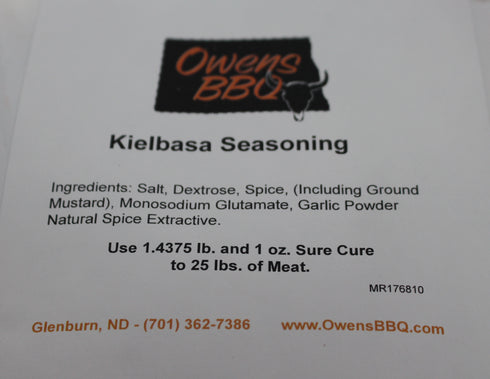 Owens
BBQ
Kielbasa Seasoning
Ingredients: Salt, Dextrose, Spice, (Including Ground
Mustard), Monosodium Glutamate, Garlic Powder
Natural Spice Extractive.
Use 1.4375 lb. and 1 oz. Sure Cure
to 25 lbs. of Meat.
MR176810
Glenburn, ND - (701) 362-7386 www.OwensBBQ.com